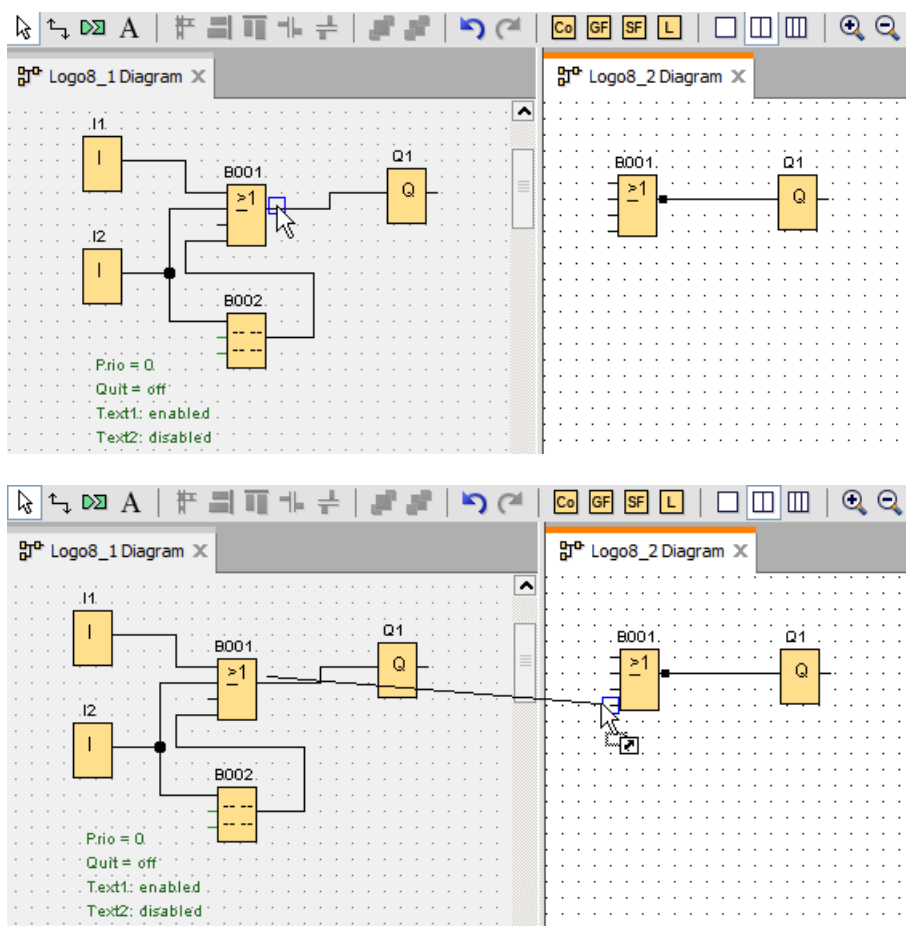 A Co GF SF L
Logo8_1 Diagram
Logo8_2 Diagram
I1
I
B001
>1
Q1
Q
I2
I
B002
Prio = 0
Quit = off
Text1: enabled
Text2: disabled
B001
>1
Q1
Q
A Co GF SF L
Logo8_1 Diagram
Logo8_2 Diagram
I1
I
B001
>1
Q1
Q
I2
I
B002
Prio = 0
Quit = off
Text1: enabled
Text2: disabled
B001
>1
Q1
Q